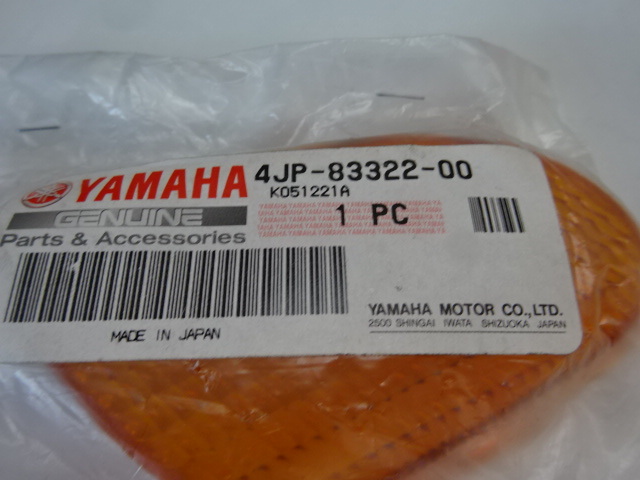 YAMAHA 4JP-83322-00
K051221A
GENUINE
Parts & Accessories
1 PC
YAMAHA MOTOR CO.,LTD.
2500 SHINGAI IWATA SHIZUOKA JAPAN
MADE IN JAPAN